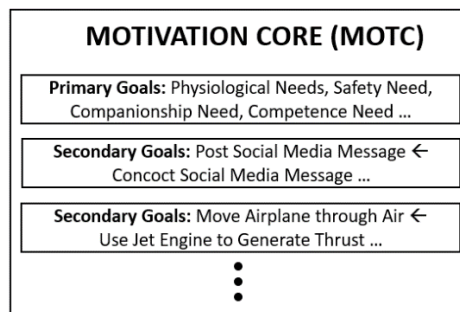 MOTIVATION CORE (MOTC)
Primary Goals: Physiological Needs, Safety Need,
Companionship Need, Competence Need ...
Secondary Goals: Post Social Media Message ←
Concoct Social Media Message ...
Secondary Goals: Move Airplane through Air ←
Use Jet Engine to Generate Thrust ...